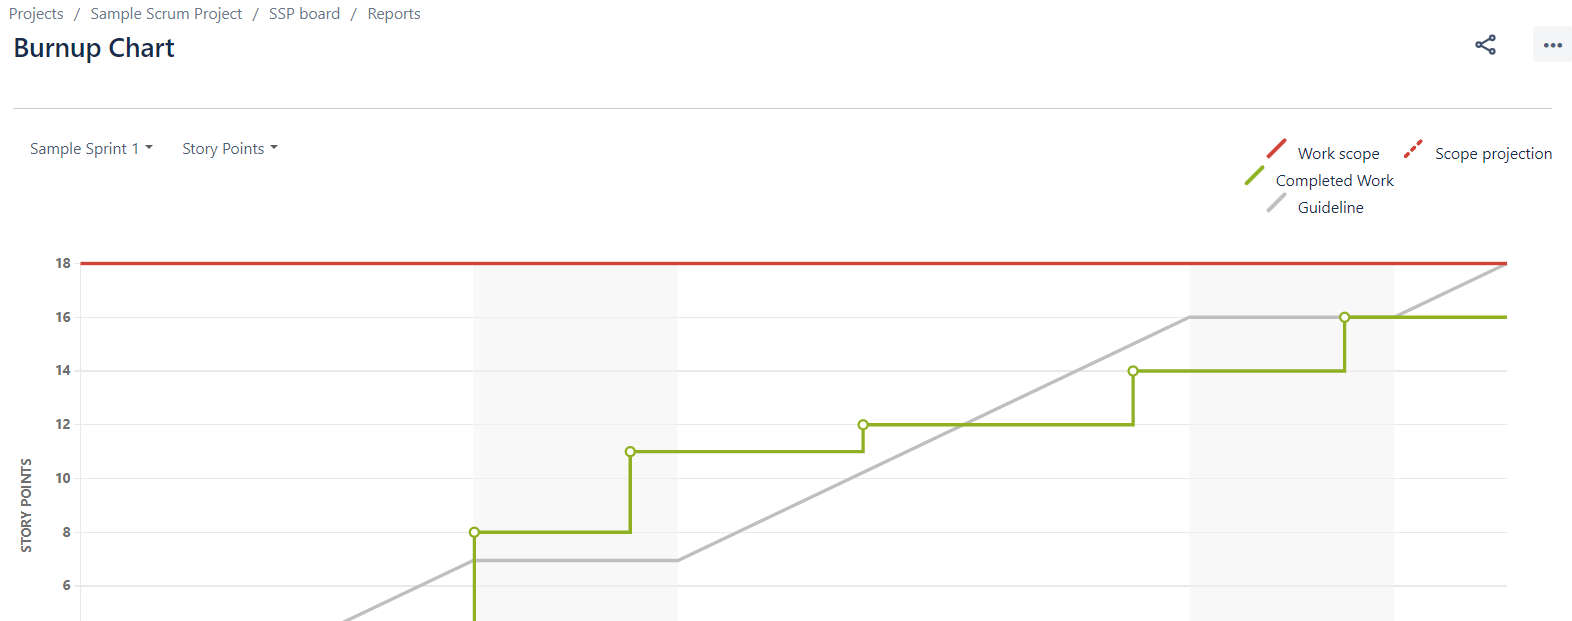 Projects / Sample Scrum Project / SSP board / Reports
Burnup Chart
Sample Sprint 1 Story Points
Work scope Scope projection
Completed Work
Guideline
18
16
14
12
10
8
6
STORY POINTS